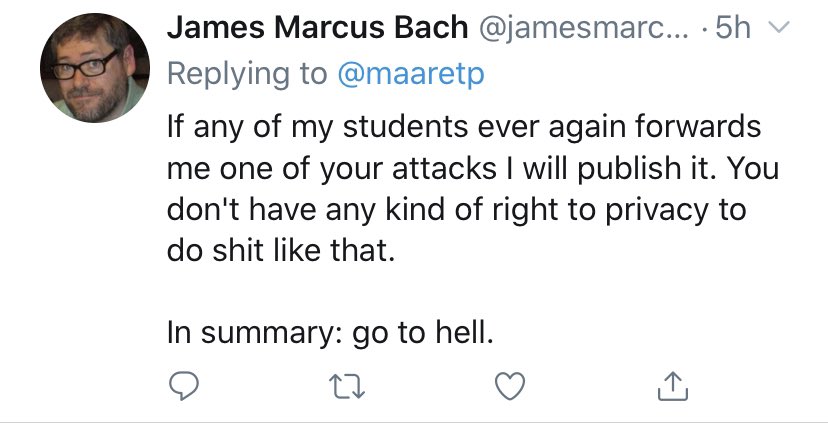 James Marcus Bach @jamesmarc... · 5h
Replying to @maaretp
If any of my students ever again forwards
me one of your attacks I will publish it. You
don't have any kind of right to privacy to
do shit like that.
In summary: go to hell.